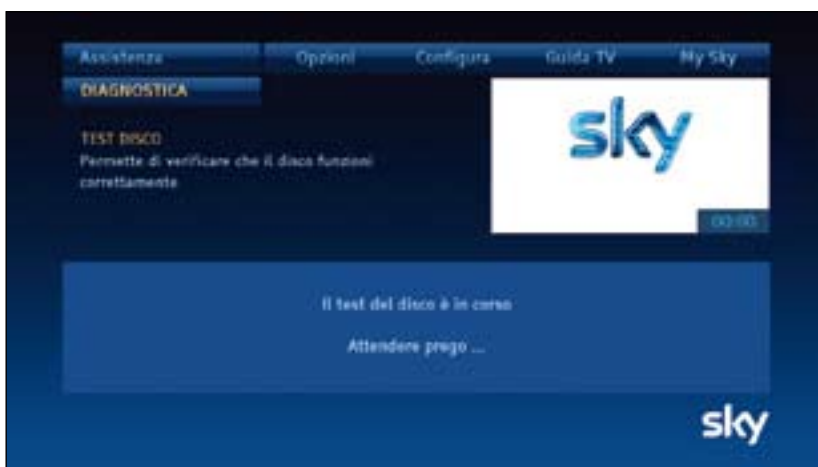 Assistenza Opzioni Configura Guida TV My Sky
DIAGNOSTICA
TEST DISCO
Permette di verificare che il disco funzioni
correttamente
sky
00:00
Il test del disco è in corso
Attendere prego ...
sky